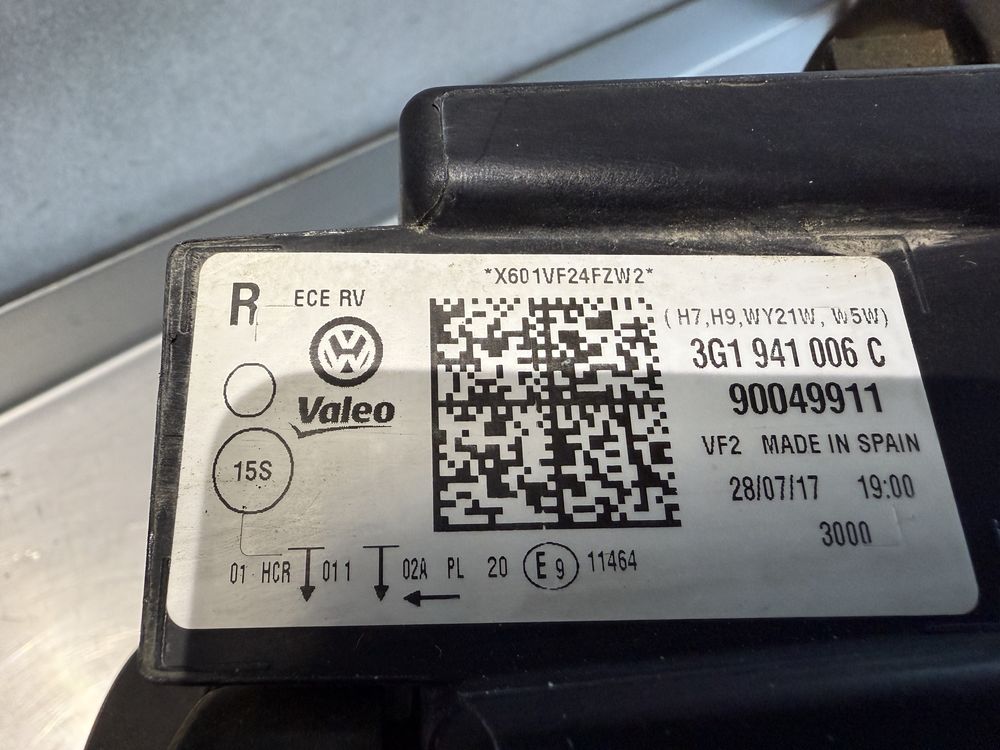 *X601VF24FZW2*
R ECE RV
(H7,H9,WY21W, W5W)
3G1 941 006 C
Valeo
90049911
VF2 MADE IN SPAIN
15S
28/07/17 19:00
3000
01 HCR 011 02A PL 20 E9 11464